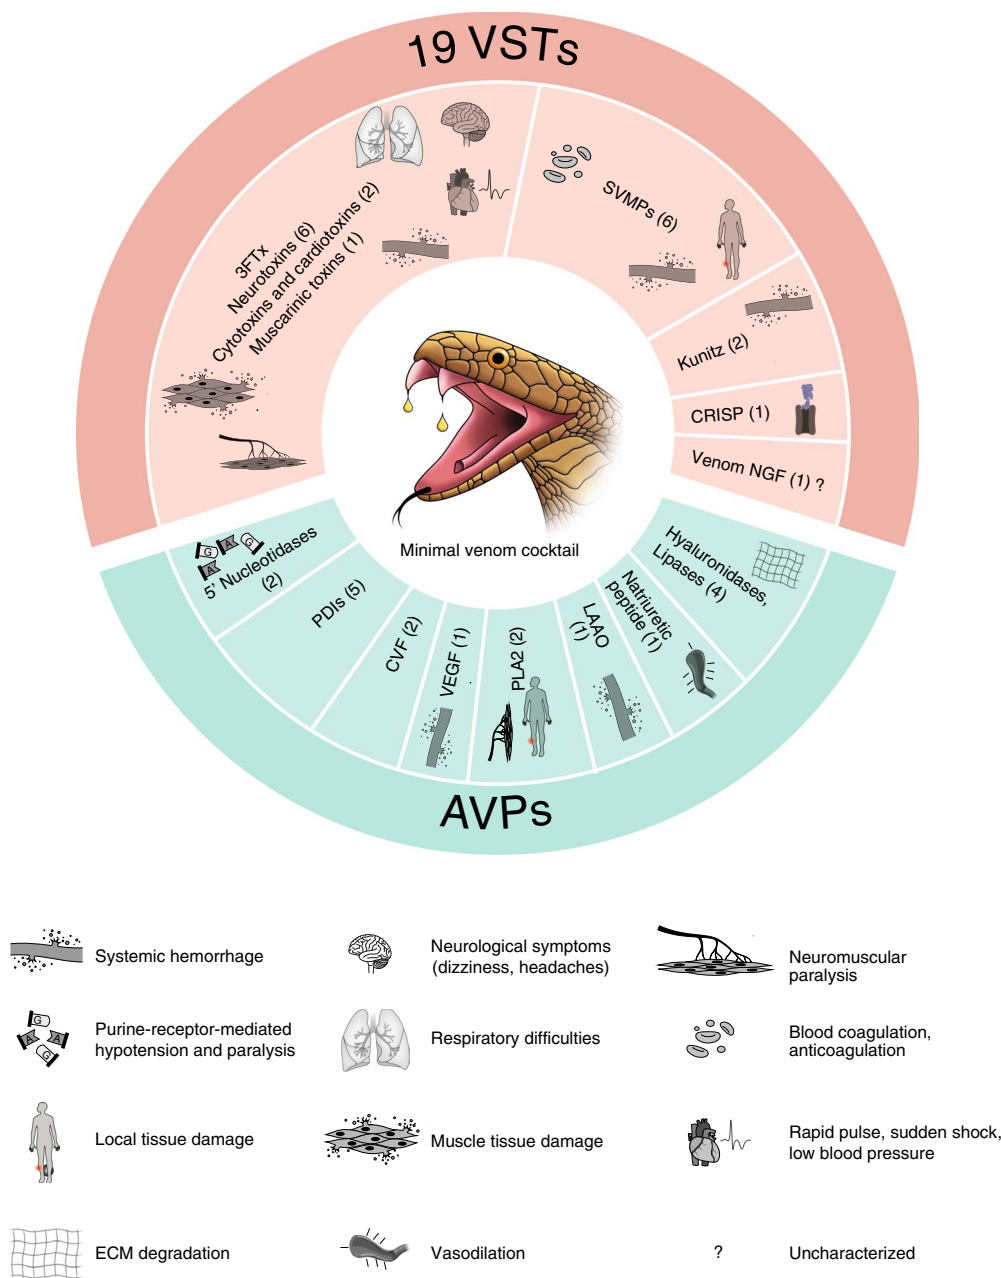 19 VSTs
3FTx
Neurotoxins (6)
Cytotoxins and cardiotoxins (2)
Muscarinic toxins (1)
SVMPs (6)
Kunitz (2)
CRISP (1)
Venom NGF (1) ?
Minimal venom cocktail
G
A
G
A
5' Nucleotidases
(2)
PDIs (5)
CVF (2)
VEGF (1)
PLA2 (2)
LAAO
(1)
Natriuretic
peptide (1)
Hyaluronidases,
Lipases (4)
AVPs
Systemic hemorrhage
Neurological symptoms
(dizziness, headaches)
Neuromuscular
paralysis
G
A
A
G
Purine-receptor-mediated
hypotension and paralysis
Respiratory difficulties
Blood coagulation,
anticoagulation
Local tissue damage
Muscle tissue damage
Rapid pulse, sudden shock,
low blood pressure
ECM degradation
Vasodilation
? Uncharacterized